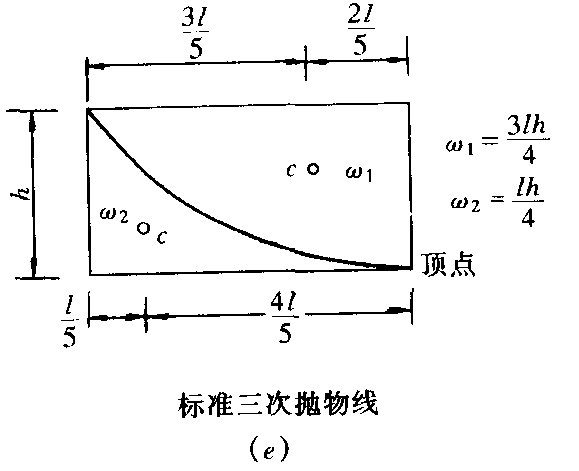 3l/5 2l/5
h
c ω₁
ω₂ c
ω₁=3lh/4
ω₂=lh/4
顶点
l/5 4l/5
标准三次抛物线
(e)